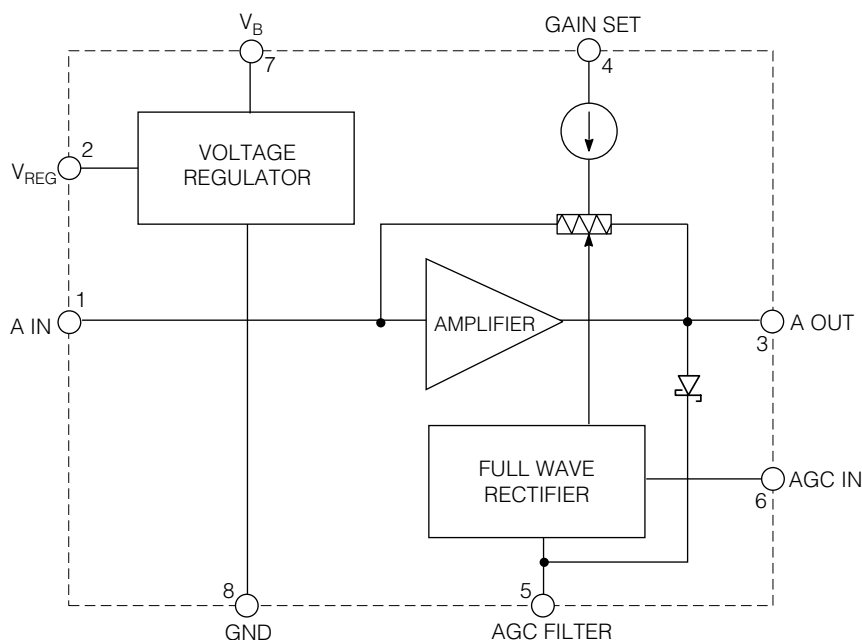 V_B
7
GAIN SET
4
V_REG
2
VOLTAGE
REGULATOR
A IN
1
AMPLIFIER
A OUT
3
FULL WAVE
RECTIFIER
AGC IN
6
8
GND
5
AGC FILTER